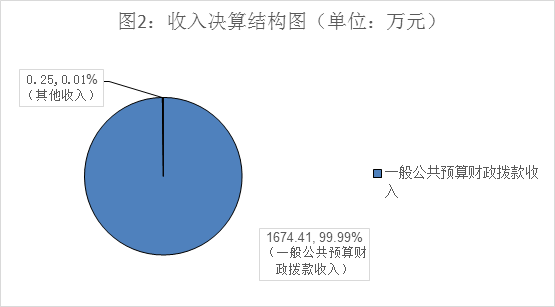 图2：收入决算结构图（单位：万元）
0.25,0.01%
（其他收入）
一般公共预算财政拨款收
入
1674.41, 99.99%
（一般公共预算财
政拨款收入）